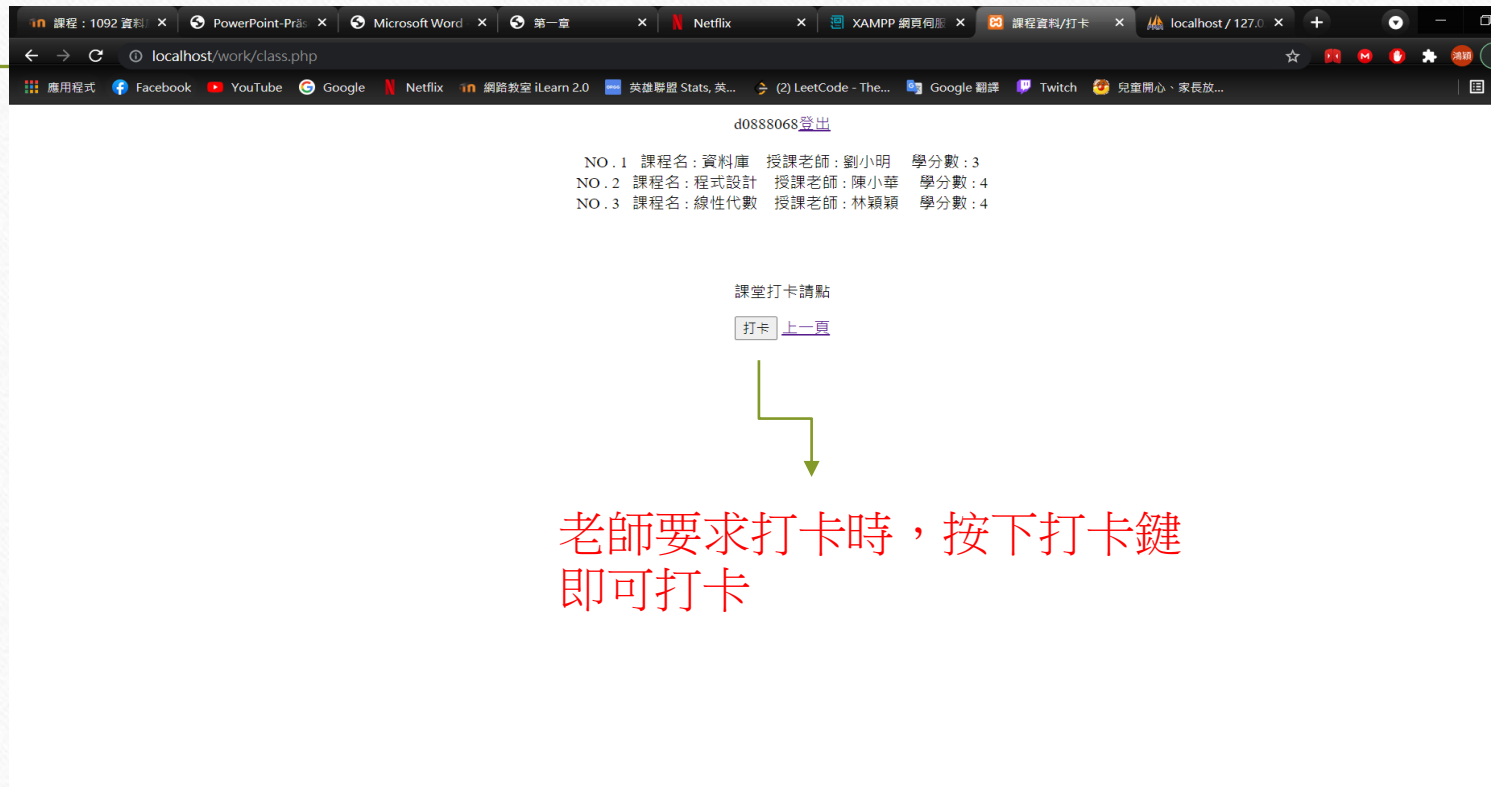 課程：1092 資料
PowerPoint-Präs
Microsoft Word
第一章
Netflix
XAMPP 網頁伺服
課程資料/打卡
localhost / 127.0
localhost/work/class.php
鴻穎
應用程式
Facebook
YouTube
Google
Netflix
網路教室 iLearn 2.0
英雄聯盟 Stats, 英...
(2) LeetCode - The...
Google 翻譯
Twitch
兒童開心、家長放...
d0888068登出
NO . 1 課程名 : 資料庫 授課老師 : 劉小明 學分數 : 3
NO . 2 課程名 : 程式設計 授課老師 : 陳小華 學分數 : 4
NO . 3 課程名 : 線性代數 授課老師 : 林穎穎 學分數 : 4
課堂打卡請點
打卡 上一頁
老師要求打卡時，按下打卡鍵
即可打卡